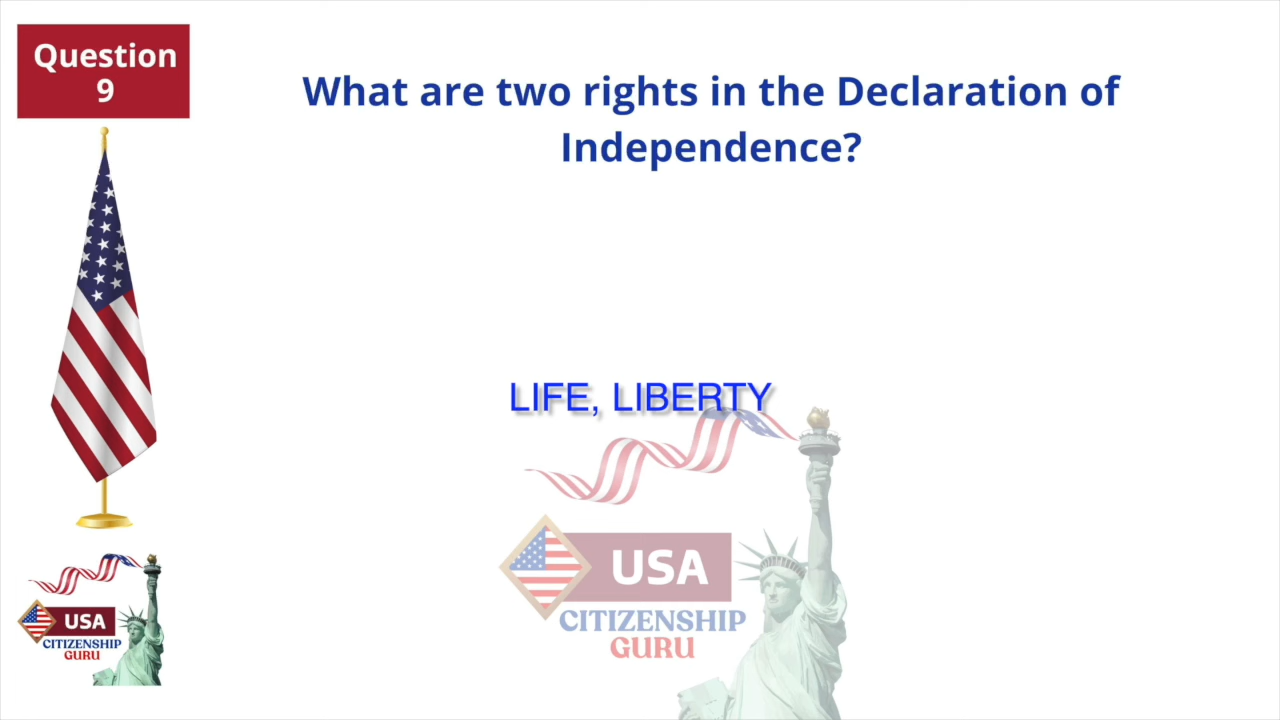 Question
9
What are two rights in the Declaration of
Independence?
LIFE, LIBERTY
USA
CITIZENSHIP
GURU
USA
CITIZENSHIP
GURU